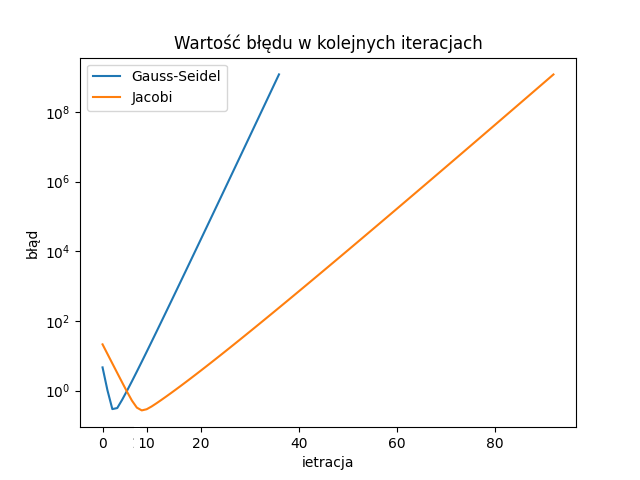 Wartość błędu w kolejnych iteracjach
Gauss-Seidel
Jacobi
błąd
10^8
10^6
10^4
10^2
10^0
0 10 20 40 60 80
ietracja